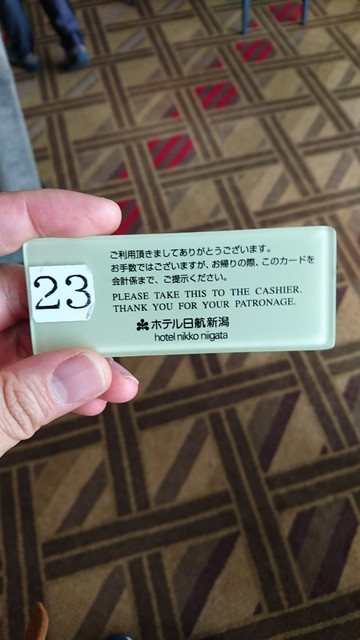 23
ご利用頂きましてありがとうございます。
お手数ではございますが、お帰りの際、このカードを
会計係まで、ご提示ください。
PLEASE TAKE THIS TO THE CASHIER.
THANK YOU FOR YOUR PATRONAGE.
ホテル日航新潟
hotel nikko niigata